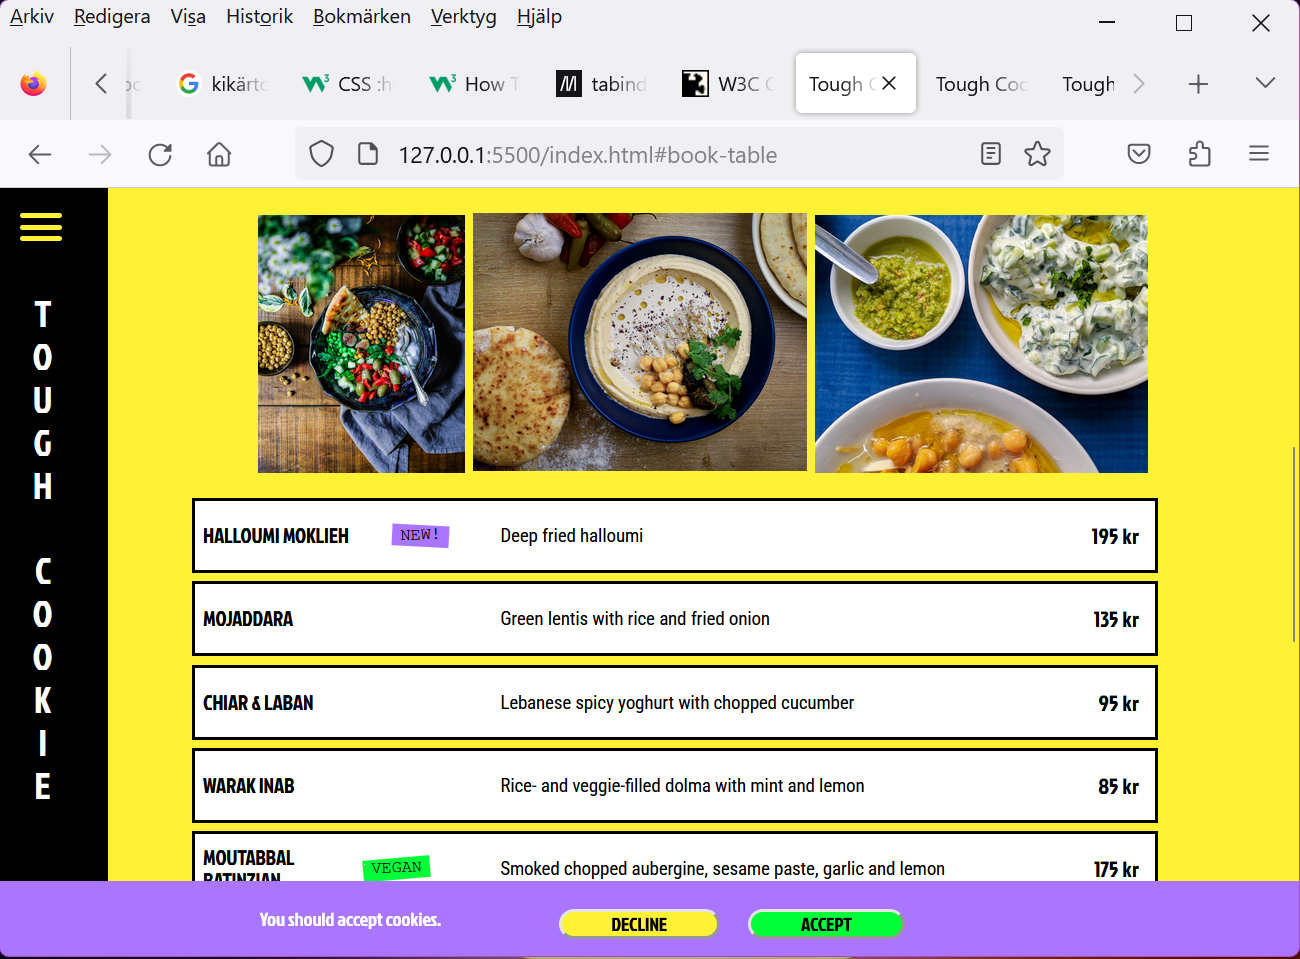 Arkiv Redigera Visa Historik Bokmärken Verktyg Hjälp
kikärto CSS :h How T tabind W3C C Tough C Tough Coo Tough
127.0.0.1:5500/index.html#book-table
TOUGH COOKIE
HALLOUMI MOKLIEH NEW! Deep fried halloumi 195 kr
MOJADDARA Green lentis with rice and fried onion 135 kr
CHIAR & LABAN Lebanese spicy yoghurt with chopped cucumber 95 kr
WARAK INAB Rice- and veggie-filled dolma with mint and lemon 85 kr
MOUTABBAL VEGAN Smoked chopped aubergine, sesame paste, garlic and lemon 175 kr
BATINZIAN
You should accept cookies. DECLINE ACCEPT